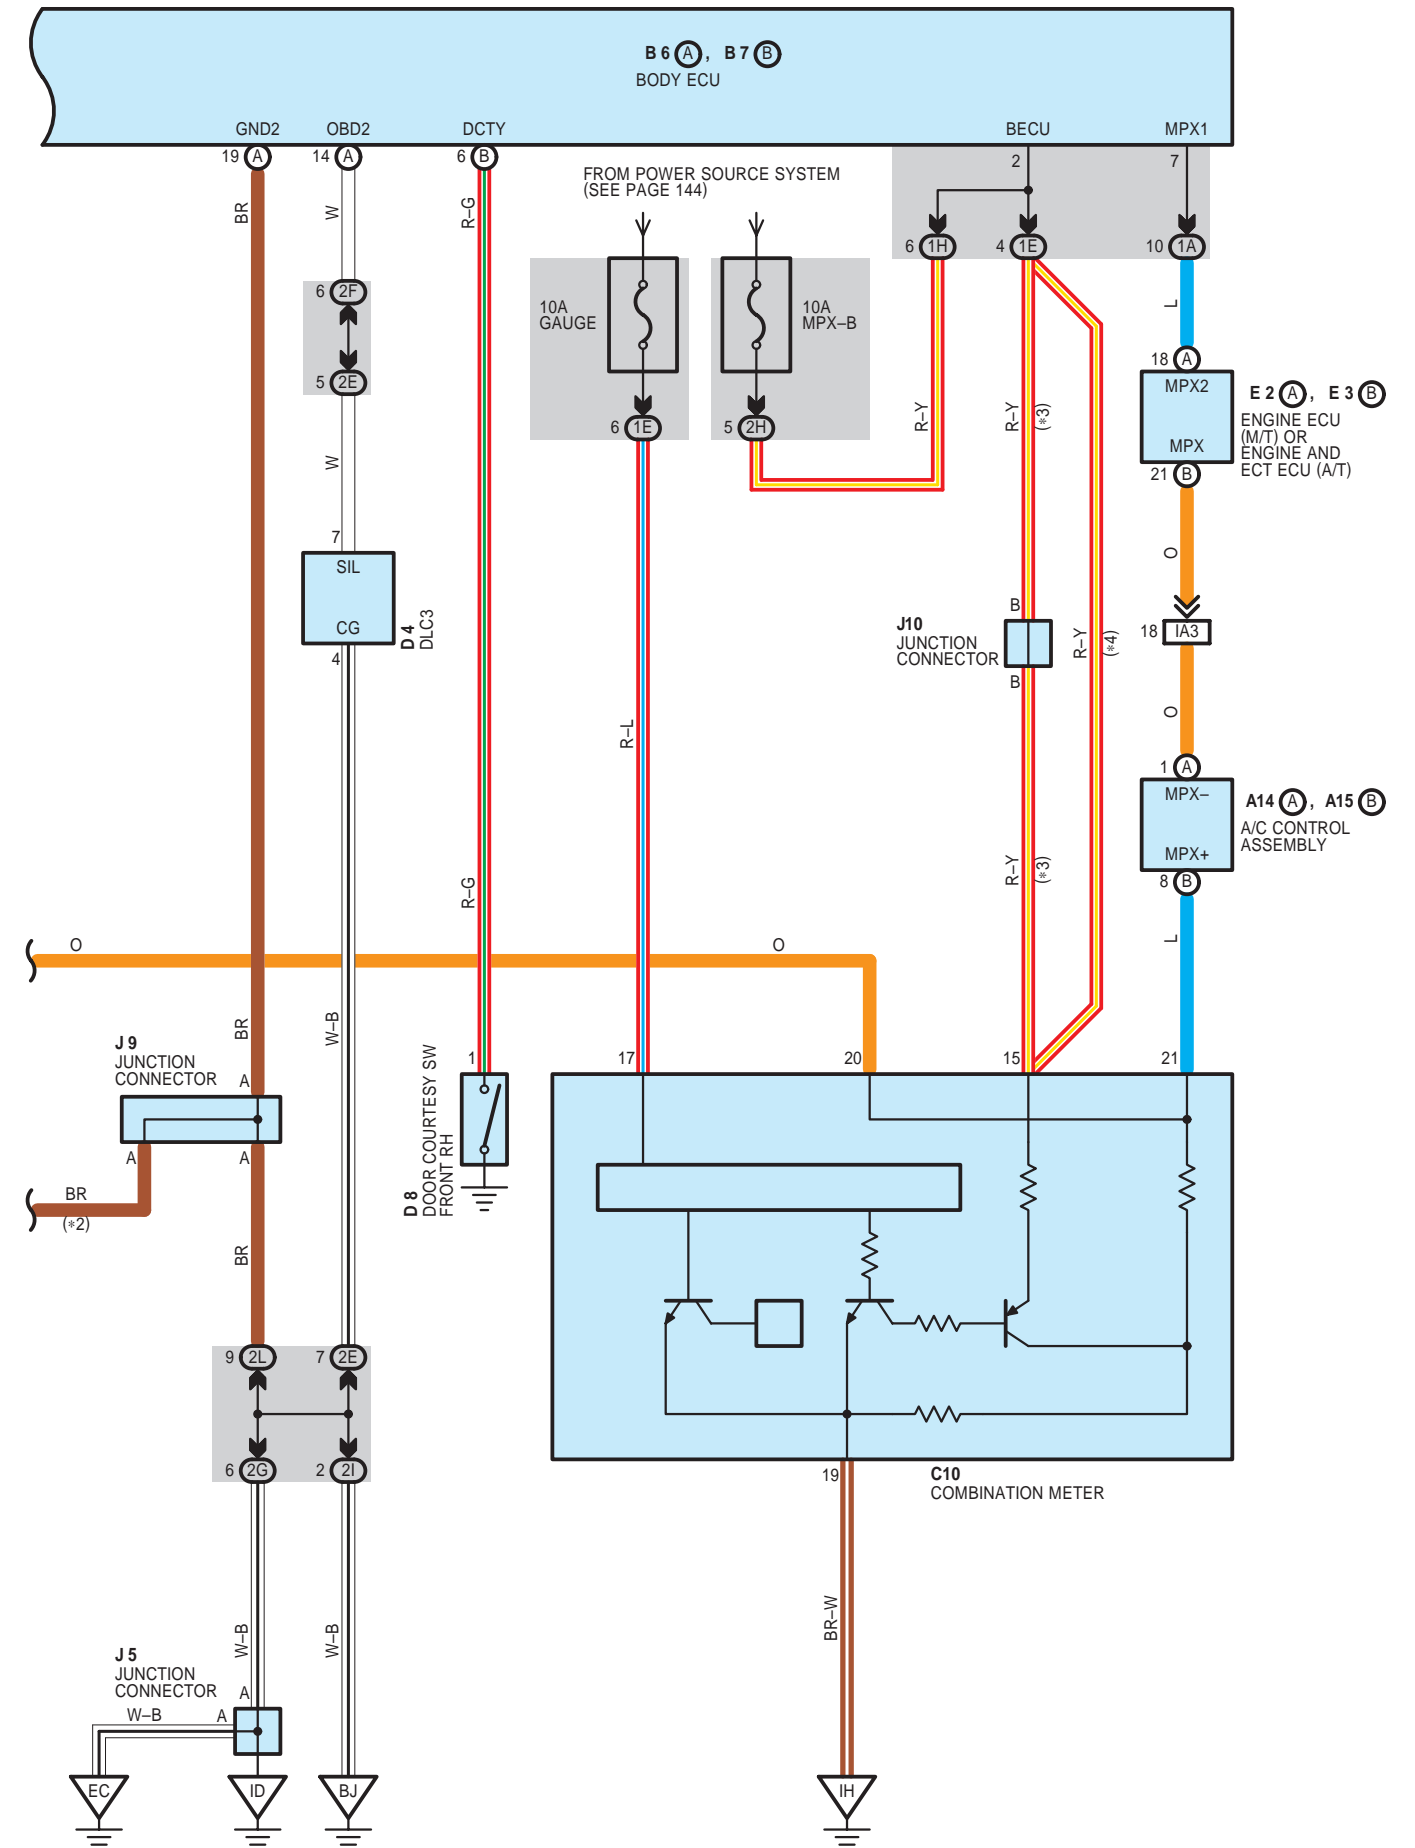 B 6 A , B 7 B
BODY ECU
GND2 OBD2 DCTY BECU MPX1
19 A 14 A 6 B 2 7
FROM POWER SOURCE SYSTEM
(SEE PAGE 144)
BR W R–G
6 1H 4 1E 10 1A
6 2F
10A
GAUGE
10A
MPX–B
L
18 A
5 2E
MPX2
MPX
E 2 A , E 3 B
ENGINE ECU
(M/T) OR
ENGINE AND
ECT ECU (A/T)
R–Y R–Y (*3)
6 1E 5 2H
W
21 B
7
SIL
CG
4
D 4
DLC3
O
18 IA3
B
J10
JUNCTION
CONNECTOR
B
R–Y (*4)
R–L
O
1 A
MPX–
MPX+
A14 A , A15 B
A/C CONTROL
ASSEMBLY
8 B
R–G
R–Y (*3)
O O
L
BR W–B
J 9
JUNCTION
CONNECTOR
A
1 17 20 15 21
D 8
DOOR COURTESY SW
FRONT RH
A A
BR
(*2)
BR
9 2L 7 2E
6 2G 2 2I
19
C10
COMBINATION METER
W–B W–B BR–W
J 5
JUNCTION
CONNECTOR
A
W–B A
EC ID BJ IH